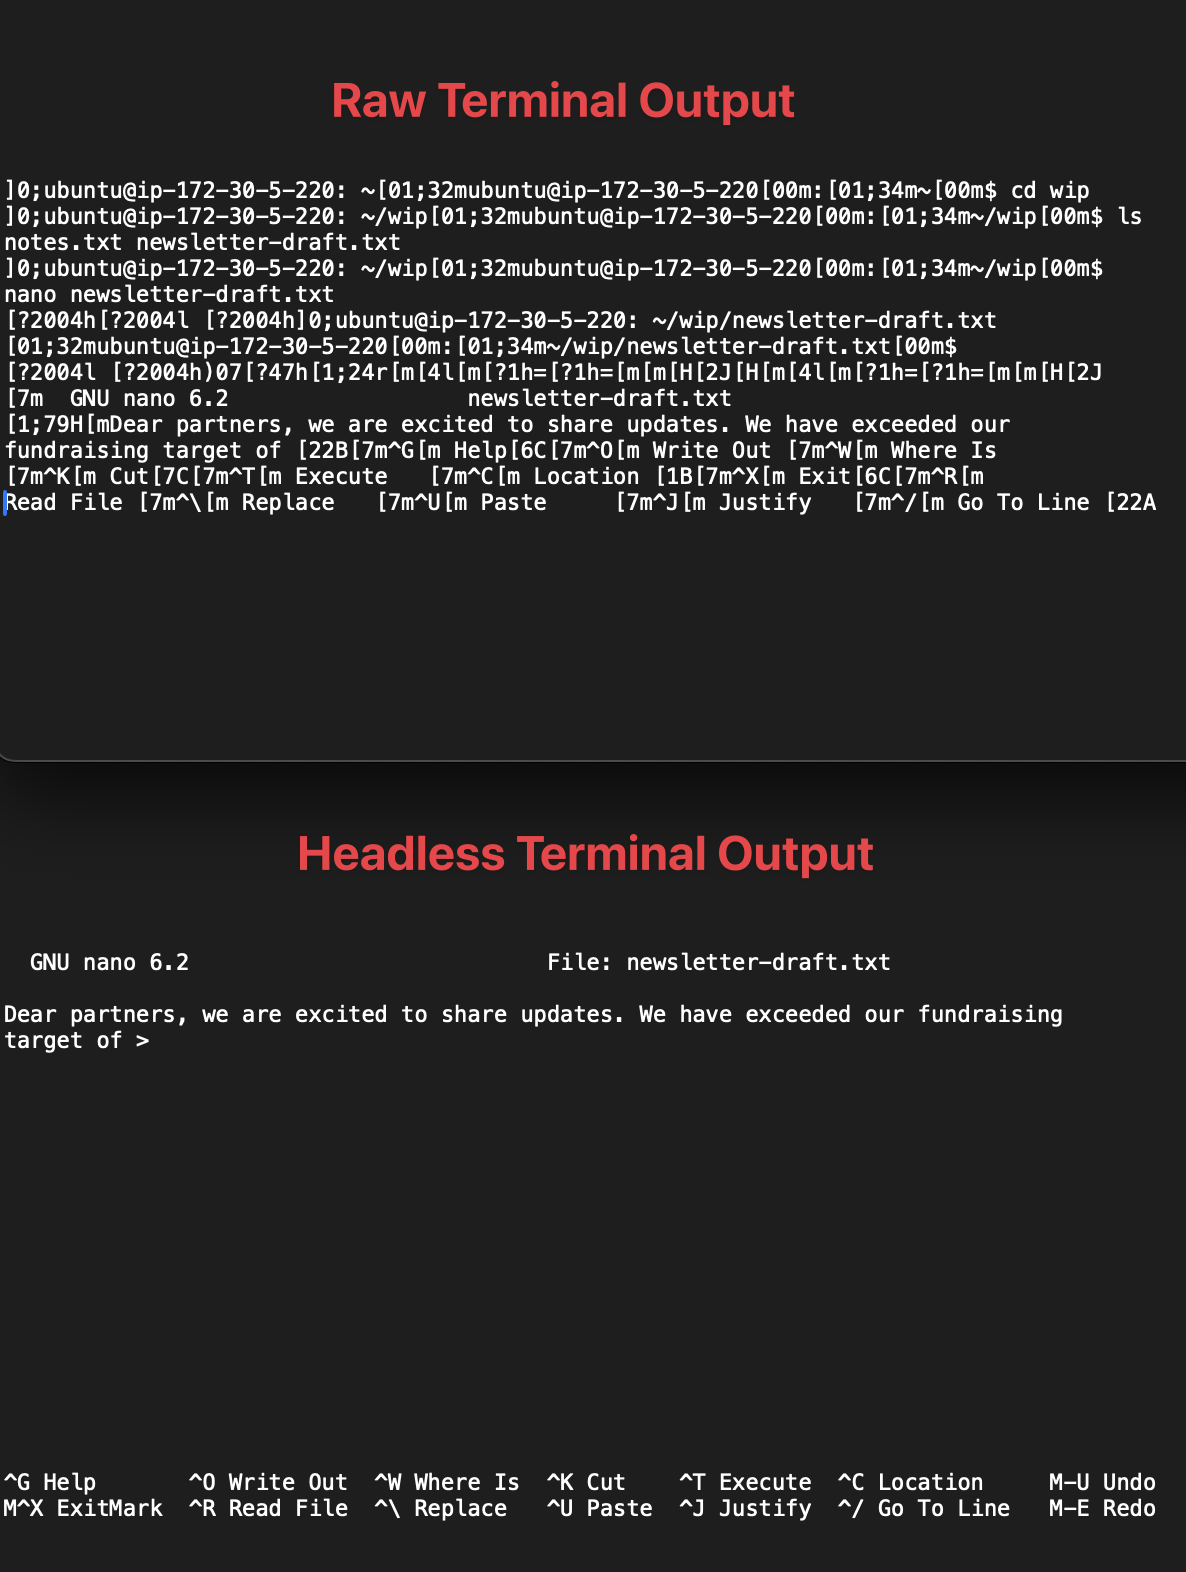 Raw Terminal Output
]0;ubuntu@ip-172-30-5-220: ~[01;32mubuntu@ip-172-30-5-220[00m:[01;34m~[00m$ cd wip
]0;ubuntu@ip-172-30-5-220: ~/wip[01;32mubuntu@ip-172-30-5-220[00m:[01;34m~/wip[00m$ ls
notes.txt newsletter-draft.txt
]0;ubuntu@ip-172-30-5-220: ~/wip[01;32mubuntu@ip-172-30-5-220[00m:[01;34m~/wip[00m$
nano newsletter-draft.txt
[?2004h[?2004l [?2004h]0;ubuntu@ip-172-30-5-220: ~/wip/newsletter-draft.txt
[01;32mubuntu@ip-172-30-5-220[00m:[01;34m~/wip/newsletter-draft.txt[00m$
[?2004l [?2004h)07[?47h[1;24r[m[4l[m[?1h=[?1h=[m[m[H[2J[H[m[4l[m[?1h=[?1h=[m[m[H[2J
[7m  GNU nano 6.2                  newsletter-draft.txt
[1;79H[mDear partners, we are excited to share updates. We have exceeded our
fundraising target of [22B[7m^G[m Help[6C[7m^O[m Write Out [7m^W[m Where Is
[7m^K[m Cut[7C[7m^T[m Execute   [7m^C[m Location [1B[7m^X[m Exit[6C[7m^R[m
Read File [7m^\[m Replace   [7m^U[m Paste     [7m^J[m Justify   [7m^/[m Go To Line [22A
Headless Terminal Output
GNU nano 6.2                           File: newsletter-draft.txt
Dear partners, we are excited to share updates. We have exceeded our fundraising
target of >
^G Help       ^O Write Out  ^W Where Is  ^K Cut    ^T Execute  ^C Location     M-U Undo
M^X ExitMark  ^R Read File  ^\ Replace   ^U Paste  ^J Justify  ^/ Go To Line   M-E Redo